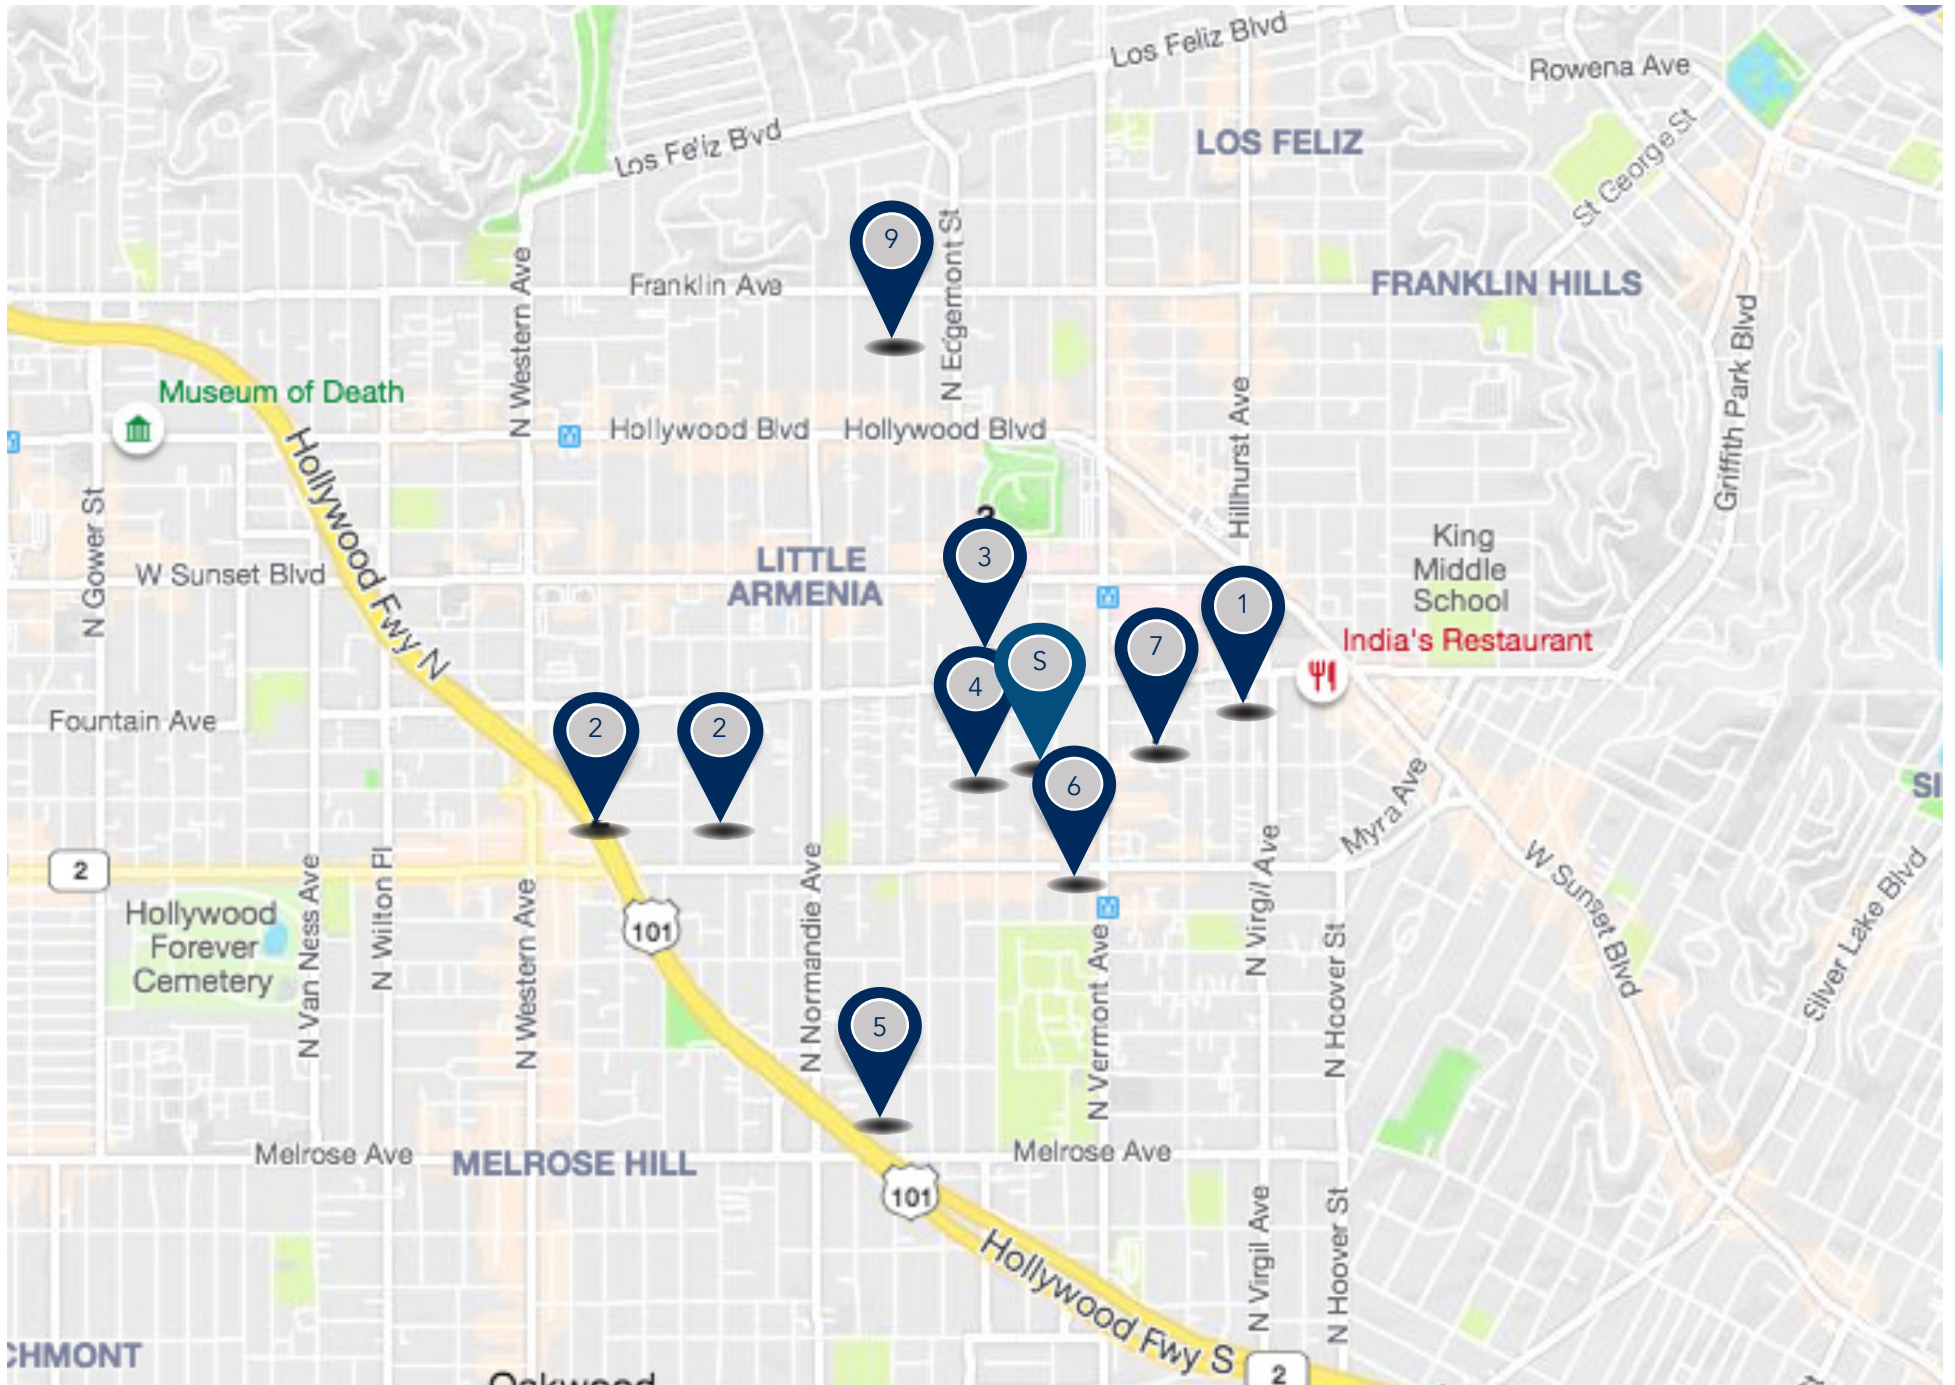 Los Feliz Blvd
Rowena Ave
Los Feliz Blvd
LOS FELIZ
St George St
9
N Edgemont St
N Western Ave
Franklin Ave
FRANKLIN HILLS
Griffith Park Blvd
Museum of Death
Hollywood Blvd
Hollywood Blvd
Hillhurst Ave
Hollywood Fwy N
N Gower St
W Sunset Blvd
LITTLE
ARMENIA
3
King
Middle
School
1
India's Restaurant
7
S
4
Fountain Ave
2
2
6
Myra Ave
2
N Van Ness Ave
N Wilton Pl
N Western Ave
N Normandie Ave
N Virgil Ave
W Sunset Blvd
Silver Lake Blvd
Hollywood
Forever
Cemetery
101
N Vermont Ave
N Hoover St
5
Melrose Ave
MELROSE HILL
Melrose Ave
101
Hollywood Fwy S
N Virgil Ave
N Hoover St
CHMONT
2